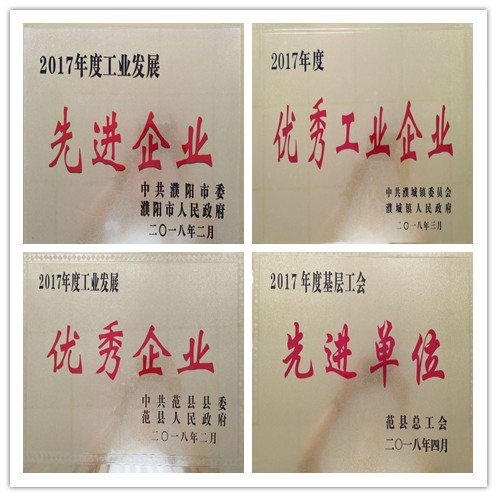 2017年度工业发展
先进企业
中共濮阳市委
濮阳市人民政府
二〇一八年二月
2017年度
优秀工业企业
中共濮城镇委员会
濮城镇人民政府
二〇一八年三月
2017年度工业发展
优秀企业
中共范县县委
范县人民政府
二〇一八年二月
2017年度基层工会
先进单位
范县总工会
二〇一八年四月